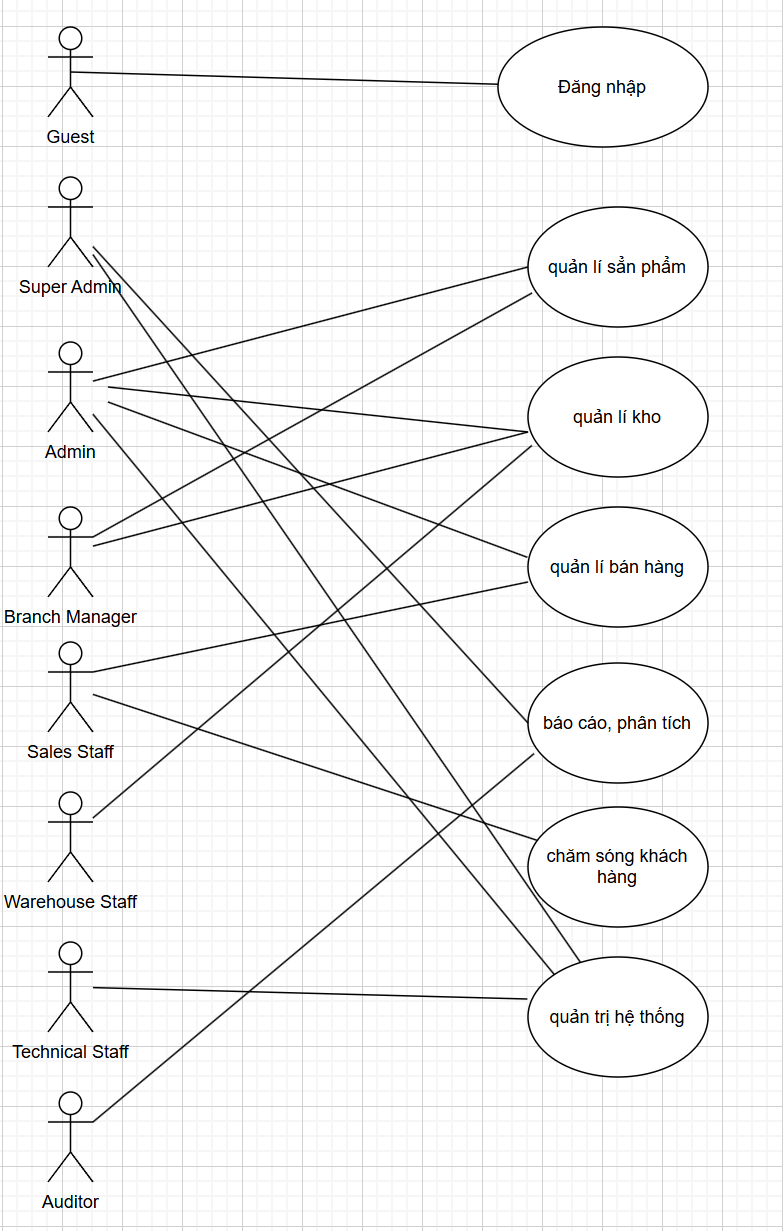 Guest
Đăng nhập
Super Admin
quản lí sẳn phẩm
Admin
quản lí kho
Branch Manager
quản lí bán hàng
Sales Staff
báo cáo, phân tích
Warehouse Staff
chăm sóng khách
hàng
Technical Staff
quản trị hệ thống
Auditor